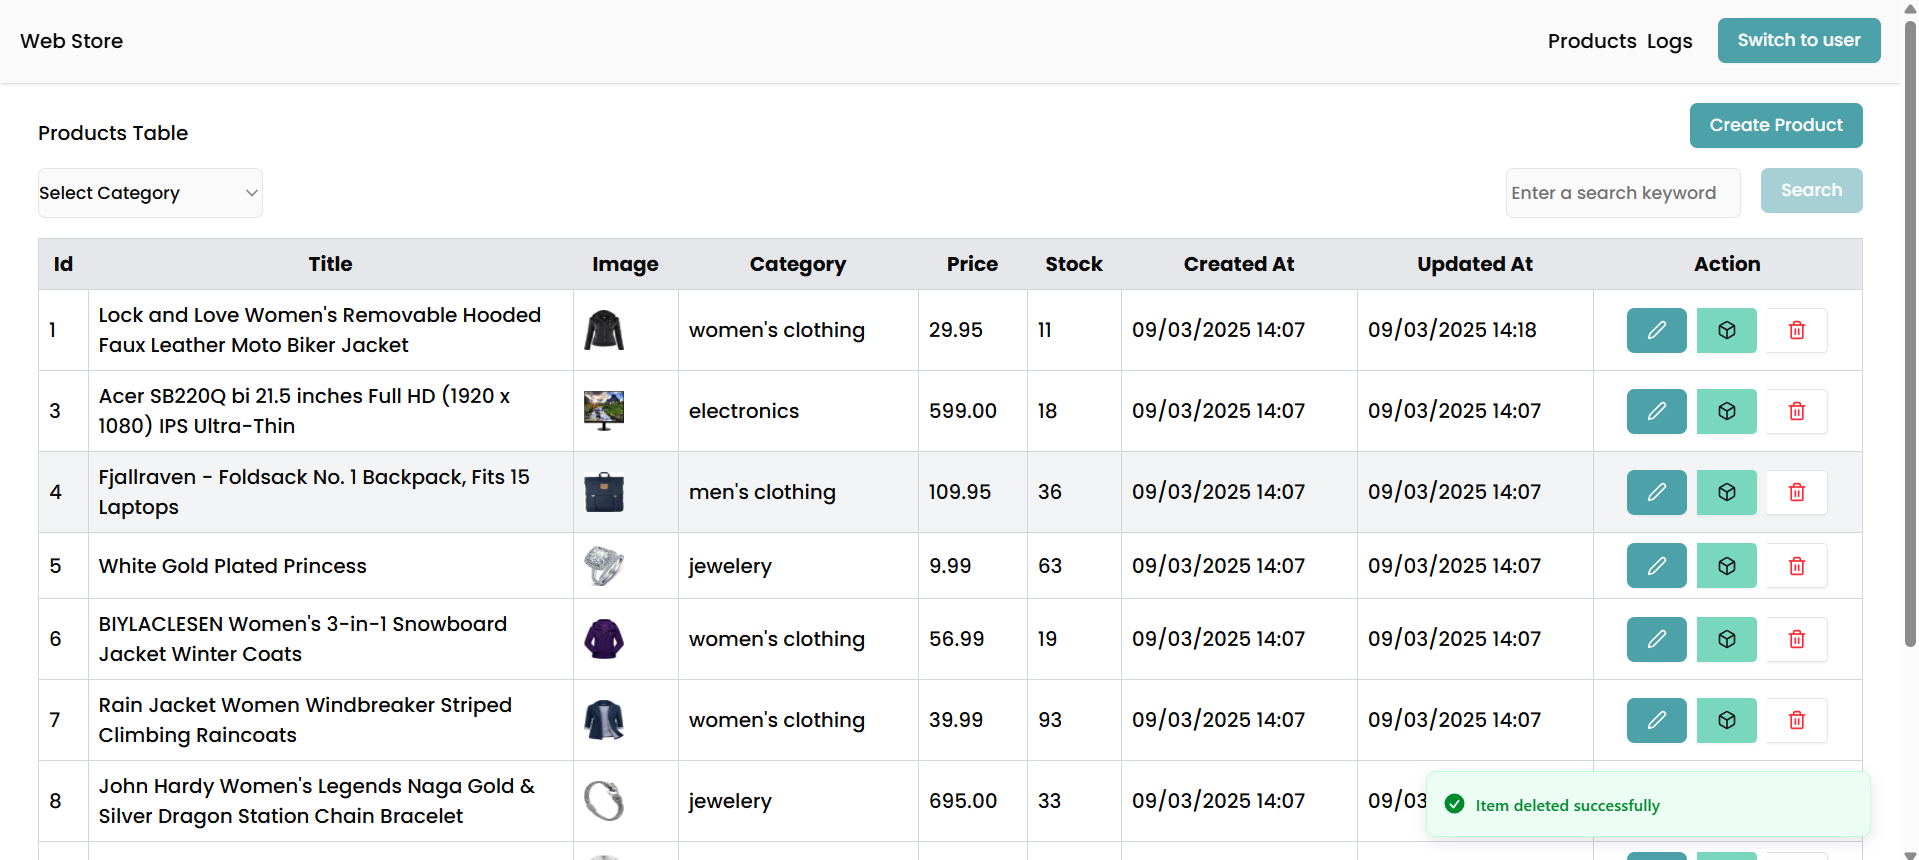 Web Store
Products Logs Switch to user
Products Table
Create Product
Select Category
Enter a search keyword Search
Id Title Image Category Price Stock Created At Updated At Action
1 Lock and Love Women's Removable Hooded Faux Leather Moto Biker Jacket women's clothing 29.95 11 09/03/2025 14:07 09/03/2025 14:18
3 Acer SB220Q bi 21.5 inches Full HD (1920 x 1080) IPS Ultra-Thin electronics 599.00 18 09/03/2025 14:07 09/03/2025 14:07
4 Fjallraven - Foldsack No. 1 Backpack, Fits 15 Laptops men's clothing 109.95 36 09/03/2025 14:07 09/03/2025 14:07
5 White Gold Plated Princess jewelery 9.99 63 09/03/2025 14:07 09/03/2025 14:07
6 BIYLACLESEN Women's 3-in-1 Snowboard Jacket Winter Coats women's clothing 56.99 19 09/03/2025 14:07 09/03/2025 14:07
7 Rain Jacket Women Windbreaker Striped Climbing Raincoats women's clothing 39.99 93 09/03/2025 14:07 09/03/2025 14:07
8 John Hardy Women's Legends Naga Gold & Silver Dragon Station Chain Bracelet jewelery 695.00 33 09/03/2025 14:07 09/03
Item deleted successfully